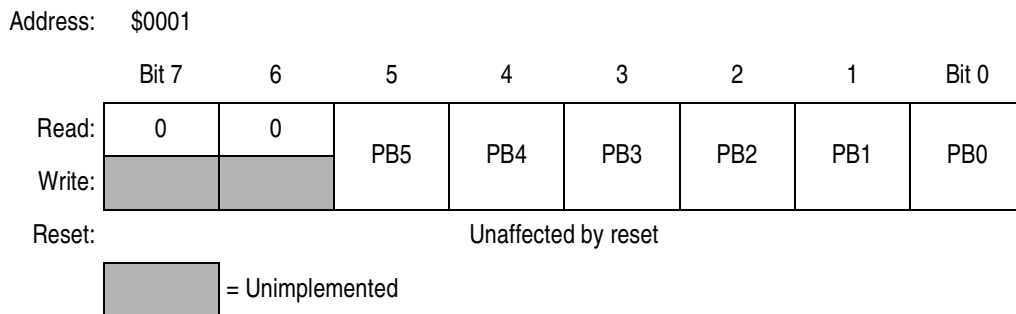 Address: $0001
Bit 7 6 5 4 3 2 1 Bit 0
Read: 0 0
PB5 PB4 PB3 PB2 PB1 PB0
Write:
Reset: Unaffected by reset
= Unimplemented